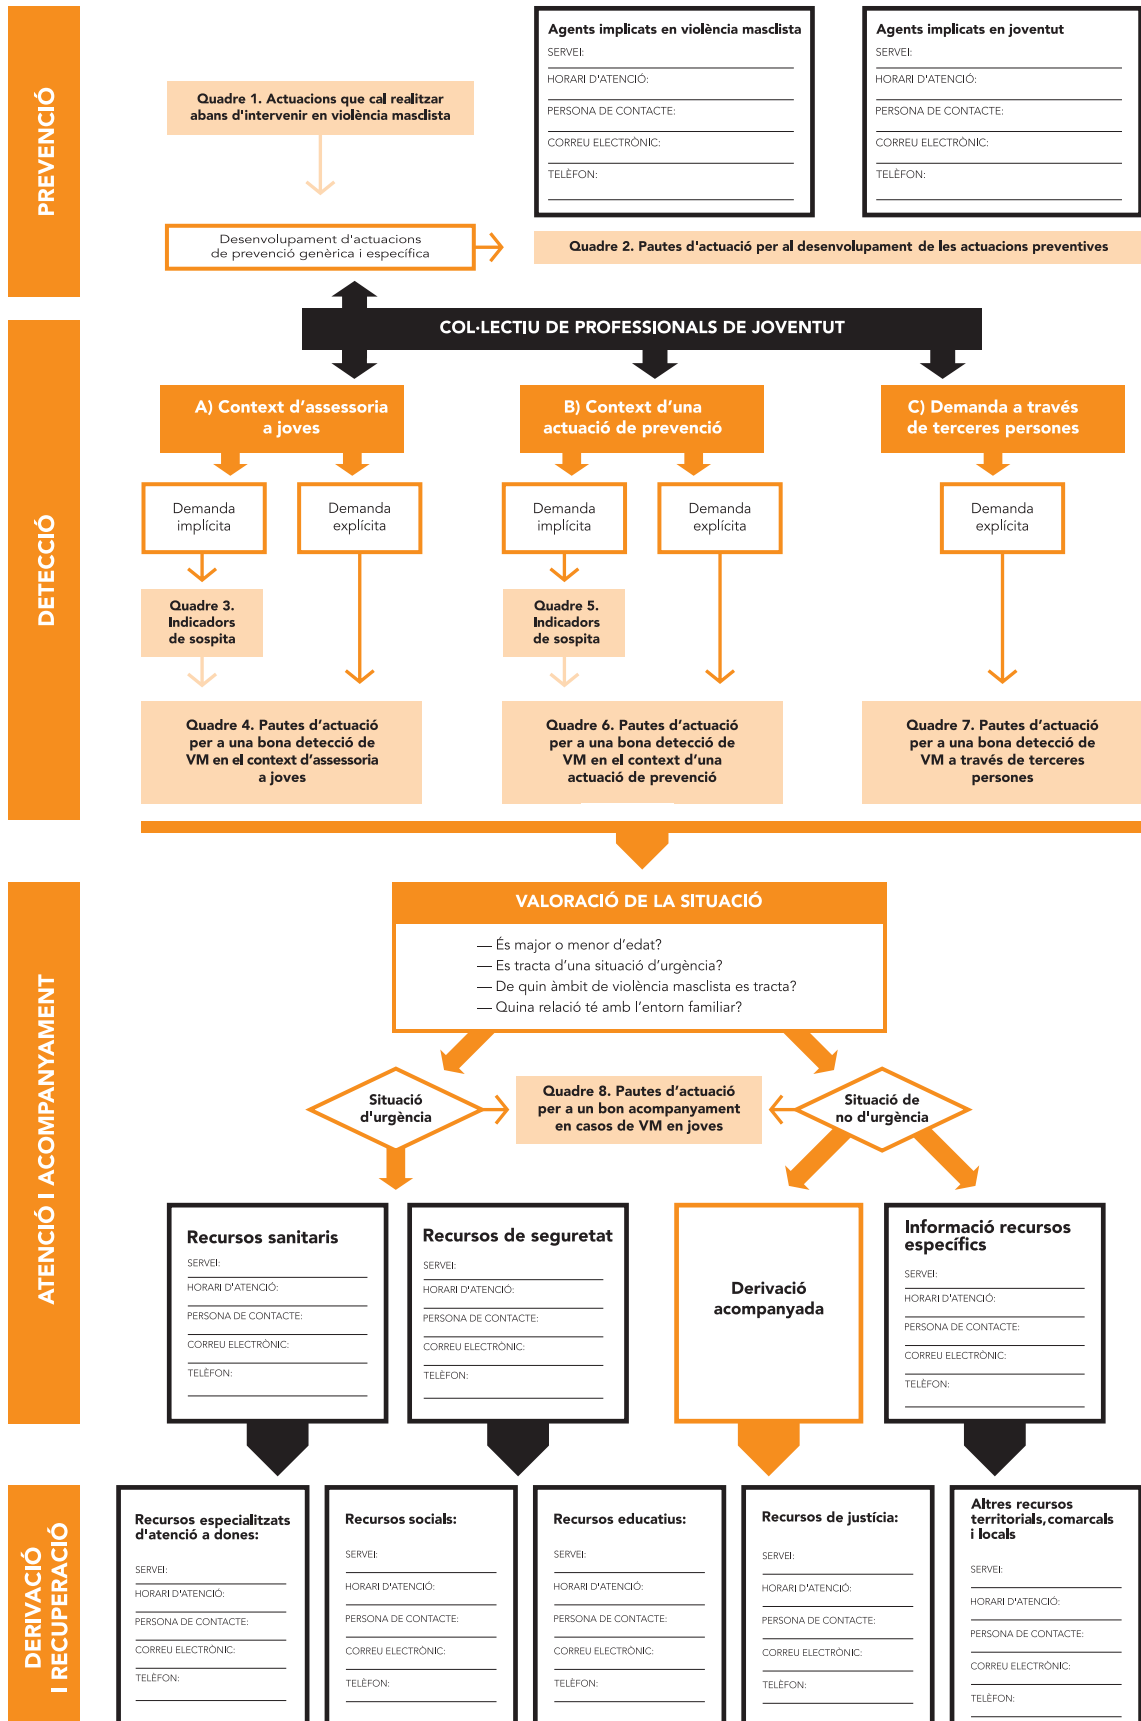 PREVENCIÓ
Quadre 1. Actuacions que cal realitzar
abans d'intervenir en violència masclista
Agents implicats en violència masclista
SERVEI:
HORARI D'ATENCIÓ:
PERSONA DE CONTACTE:
CORREU ELECTRÒNIC:
TELÈFON:
Agents implicats en joventut
SERVEI:
HORARI D'ATENCIÓ:
PERSONA DE CONTACTE:
CORREU ELECTRÒNIC:
TELÈFON:
Desenvolupament d'actuacions
de prevenció genèrica i específica
Quadre 2. Pautes d'actuació per al desenvolupament de les actuacions preventives
COL·LECTIU DE PROFESSIONALS DE JOVENTUT
DETECCIÓ
A) Context d'assessoria
a joves
B) Context d'una
actuació de prevenció
C) Demanda a través
de terceres persones
Demanda
implícita
Demanda
explícita
Demanda
implícita
Demanda
explícita
Demanda
explícita
Quadre 3.
Indicadors
de sospita
Quadre 5.
Indicadors
de sospita
Quadre 4. Pautes d'actuació
per a una bona detecció de
VM en el context d'assessoria
a joves
Quadre 6. Pautes d'actuació
per a una bona detecció de
VM en el context d'una
actuació de prevenció
Quadre 7. Pautes d'actuació
per a una bona detecció de
VM a través de terceres
persones
ATENCIÓ I ACOMPANYAMENT
VALORACIÓ DE LA SITUACIÓ
— És major o menor d'edat?
— Es tracta d'una situació d'urgència?
— De quin àmbit de violència masclista es tracta?
— Quina relació té amb l'entorn familiar?
Situació
d'urgència
Quadre 8. Pautes d'actuació
per a un bon acompanyament
en casos de VM en joves
Situació de
no d'urgència
Recursos sanitaris
SERVEI:
HORARI D'ATENCIÓ:
PERSONA DE CONTACTE:
CORREU ELECTRÒNIC:
TELÈFON:
Recursos de seguretat
SERVEI:
HORARI D'ATENCIÓ:
PERSONA DE CONTACTE:
CORREU ELECTRÒNIC:
TELÈFON:
Derivació
acompanyada
Informació recursos
específics
SERVEI:
HORARI D'ATENCIÓ:
PERSONA DE CONTACTE:
CORREU ELECTRÒNIC:
TELÈFON:
DERIVACIÓ
I RECUPERACIÓ
Recursos especialitzats
d'atenció a dones:
SERVEI:
HORARI D'ATENCIÓ:
PERSONA DE CONTACTE:
CORREU ELECTRÒNIC:
TELÈFON:
Recursos socials:
SERVEI:
HORARI D'ATENCIÓ:
PERSONA DE CONTACTE:
CORREU ELECTRÒNIC:
TELÈFON:
Recursos educatius:
SERVEI:
HORARI D'ATENCIÓ:
PERSONA DE CONTACTE:
CORREU ELECTRÒNIC:
TELÈFON:
Recursos de justícia:
SERVEI:
HORARI D'ATENCIÓ:
PERSONA DE CONTACTE:
CORREU ELECTRÒNIC:
TELÈFON:
Altres recursos
territorials, comarcals
i locals
SERVEI:
HORARI D'ATENCIÓ:
PERSONA DE CONTACTE:
CORREU ELECTRÒNIC:
TELÈFON: